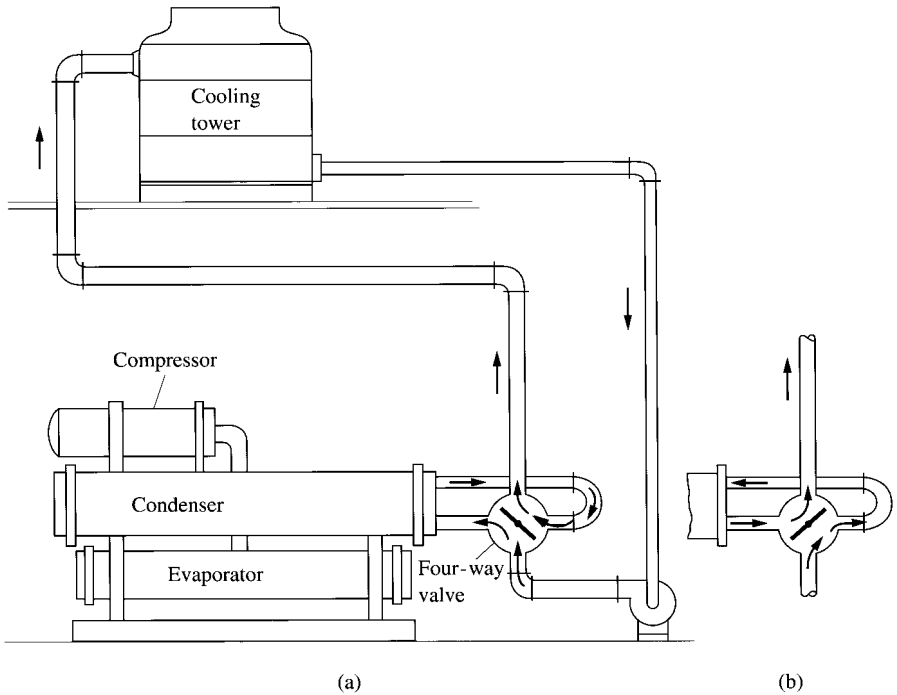 Cooling
tower
Compressor
Condenser
Evaporator
Four-way
valve
(a)
(b)